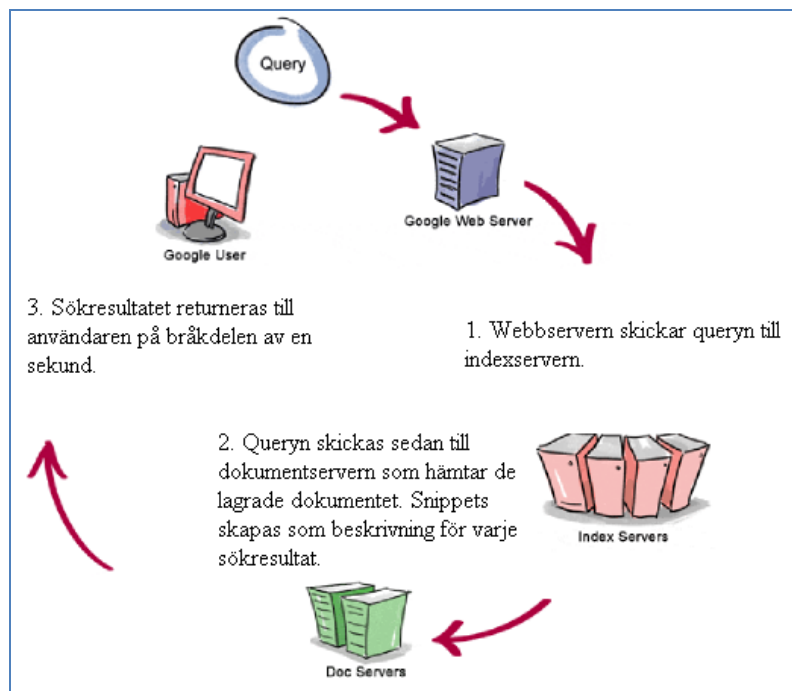 Query
Google Web Server
Google User
3. Sökresultatet returneras till
användaren på bråkdelen av en
sekund.
1. Webbservern skickar queryn till
indexservern.
2. Queryn skickas sedan till
dokumentservern som hämtar de
lagrade dokumentet. Snippets
skapas som beskrivning för varje
sökresultat.
Index Servers
Doc Servers